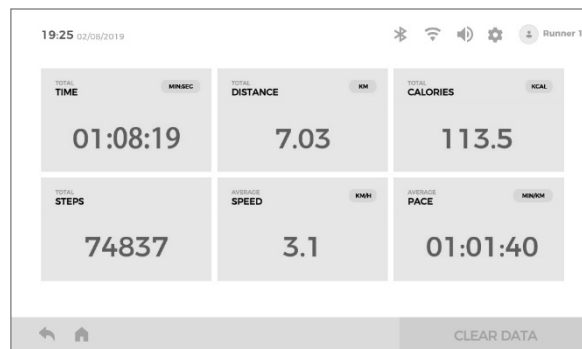 19:25 02/08/2019 Runner 1
TOTAL
TIME MIN:SEC
01:08:19
TOTAL
DISTANCE KM
7.03
TOTAL
CALORIES KCAL
113.5
TOTAL
STEPS
74837
AVERAGE
SPEED KM/H
3.1
AVERAGE
PACE MIN/KM
01:01:40
CLEAR DATA